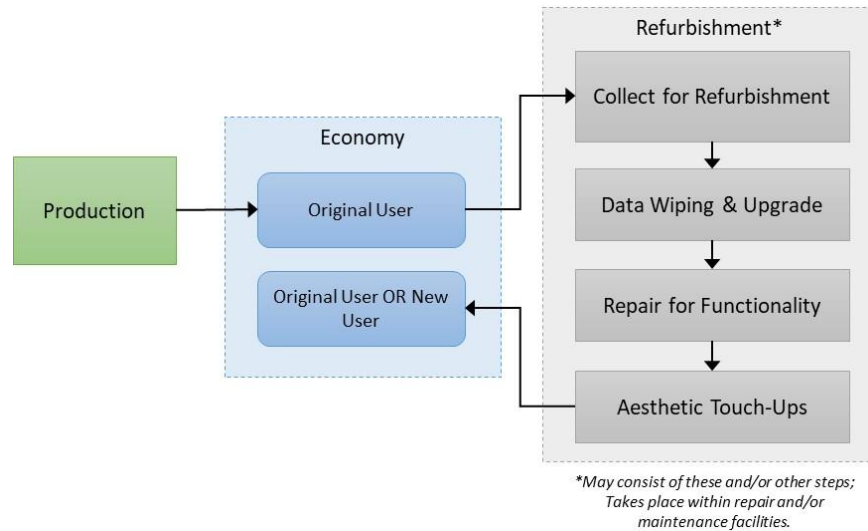 Refurbishment*
Collect for Refurbishment
Economy
Production
Original User
Data Wiping & Upgrade
Original User OR New
User
Repair for Functionality
Aesthetic Touch-Ups
*May consist of these and/or other steps;
Takes place within repair and/or
maintenance facilities.